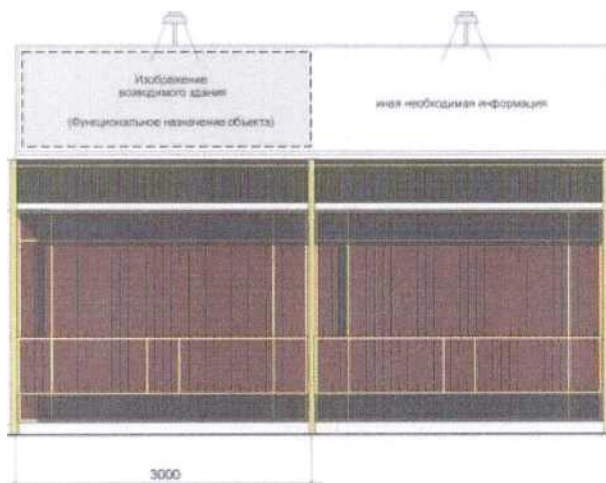 Изображение
возводимого здания
(Функциональное назначение объекта)
иная необходимая информация
3000